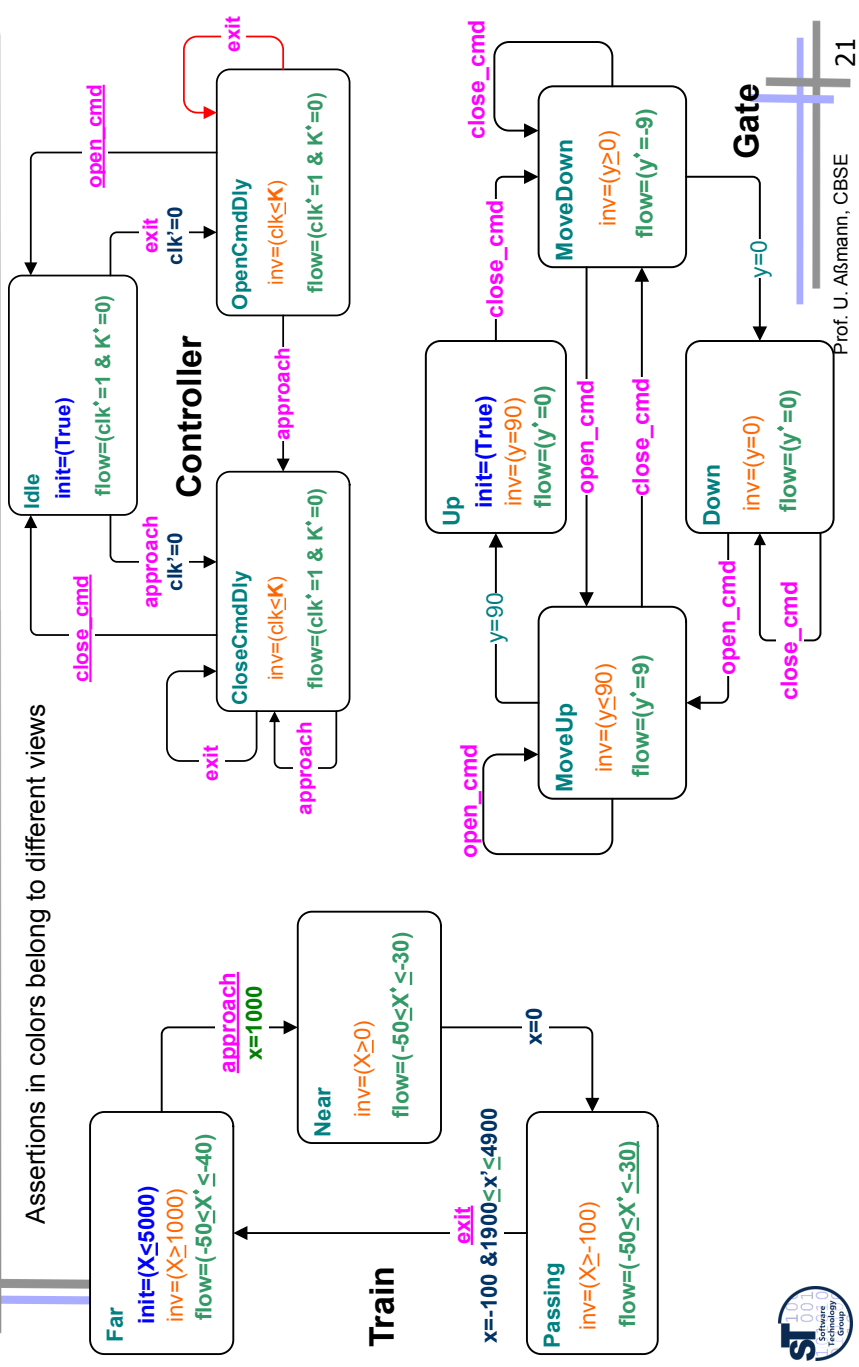 Assertions in colors belong to different views
Far
init=(X≤5000)
inv=(X≥1000)
flow=(-50≤X˙≤-40)
approach
x=1000
Near
inv=(X≥0)
flow=(-50≤X˙≤-30)
x=0
Passing
inv=(X≥-100)
flow=(-50≤X˙≤-30)
exit
x=-100 &1900≤x'≤4900
Train
Idle
init=(True)
flow=(clk˙=1 & K˙=0)
close_cmd
approach
clk'=0
exit
clk'=0
open_cmd
Controller
CloseCmdDly
inv=(clk≤K)
flow=(clk˙=1 & K˙=0)
exit
approach
approach
OpenCmdDly
inv=(clk≤K)
flow=(clk˙=1 & K˙=0)
exit
Up
init=(True)
inv=(y=90)
flow=(y˙=0)
y=90
close_cmd
MoveUp
inv=(y≤90)
flow=(y˙=9)
open_cmd
open_cmd
close_cmd
MoveDown
inv=(y≥0)
flow=(y˙=-9)
close_cmd
Down
inv=(y=0)
flow=(y˙=0)
open_cmd
close_cmd
y=0
Gate
ST
Software
Technology
Group
Prof. U. Aßmann, CBSE
21